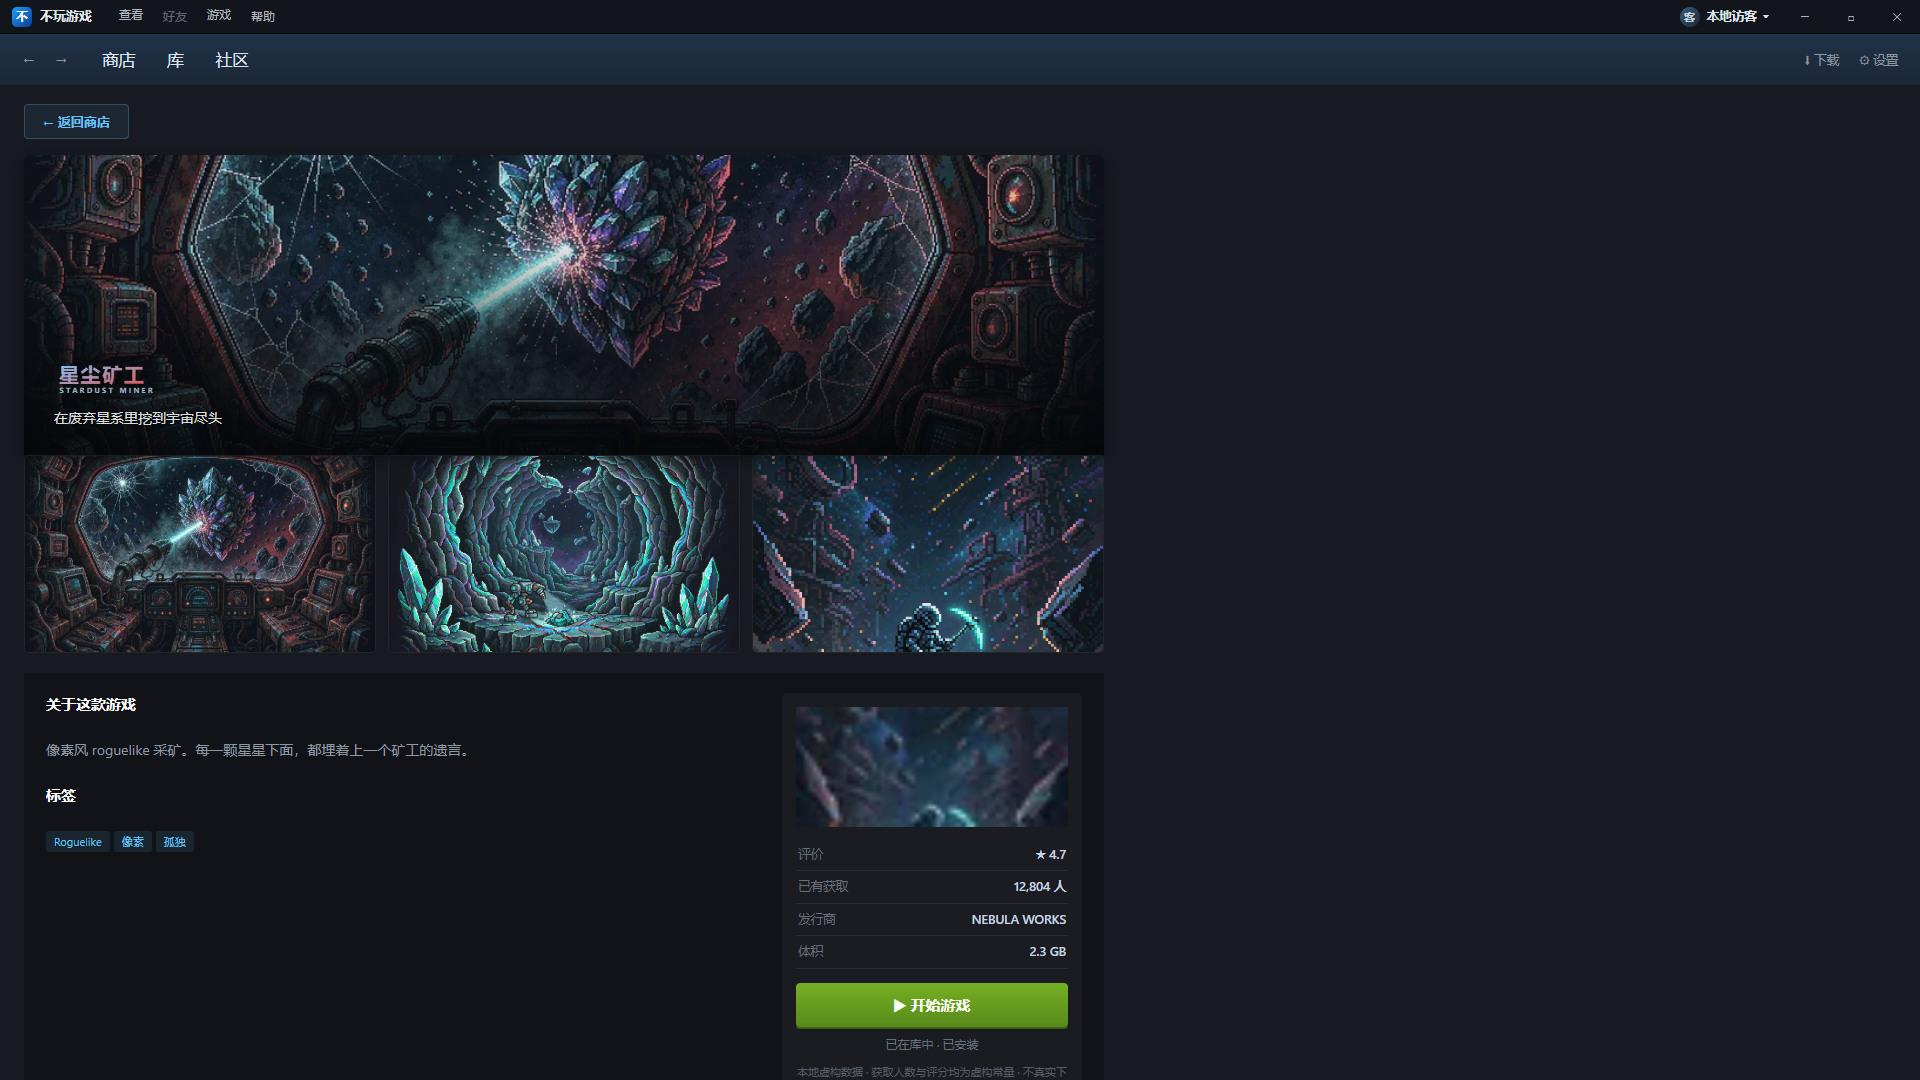 不 不玩游戏 查看 好友 游戏 帮助 客 本地访客
← → 商店 库 社区 ⬇下载 ⚙设置
← 返回商店
星尘矿工
STARDUST MINER
在废弃星系里挖到宇宙尽头
关于这款游戏
像素风 roguelike 采矿。每一颗星星下面，都埋着上一个矿工的遗言。
标签
Roguelike 像素 孤独
评价 ★ 4.7
已有获取 12,804 人
发行商 NEBULA WORKS
体积 2.3 GB
▶ 开始游戏
已在库中 · 已安装
本地虚构数据 · 获取人数与评分均为虚构常量 · 不真实下